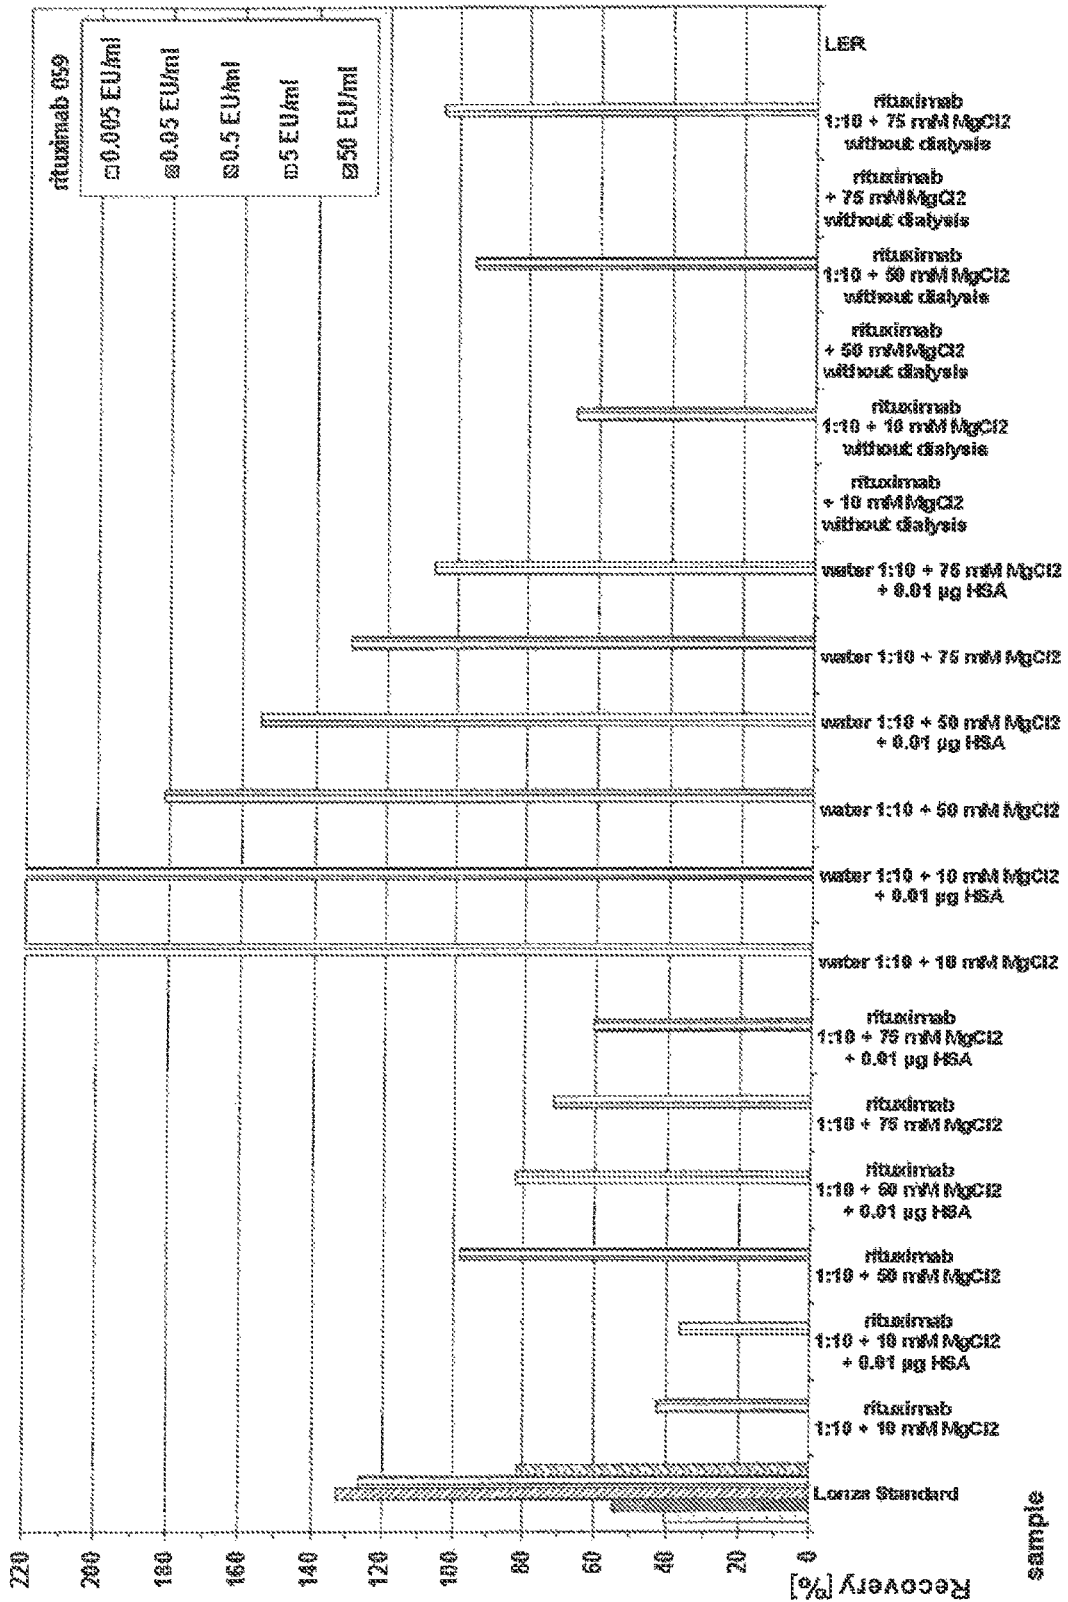 rituximab 059
0.005 EU/ml
0.05 EU/ml
0.5 EU/ml
5 EU/ml
50 EU/ml
Recovery [%]
220
200
180
160
140
120
100
80
60
40
20
0
Lonza Standard
rituximab
1:10 + 10 mM MgCl2
rituximab
1:10 + 10 mM MgCl2
+ 0.01 µg HSA
rituximab
1:10 + 50 mM MgCl2
rituximab
1:10 + 50 mM MgCl2
+ 0.01 µg HSA
rituximab
1:10 + 75 mM MgCl2
rituximab
1:10 + 75 mM MgCl2
+ 0.01 µg HSA
water 1:10 + 10 mM MgCl2
water 1:10 + 10 mM MgCl2
+ 0.01 µg HSA
water 1:10 + 50 mM MgCl2
water 1:10 + 50 mM MgCl2
+ 0.01 µg HSA
water 1:10 + 75 mM MgCl2
water 1:10 + 75 mM MgCl2
+ 0.01 µg HSA
rituximab
+ 10 mM MgCl2
without dialysis
rituximab
1:10 + 10 mM MgCl2
without dialysis
rituximab
+ 50 mM MgCl2
without dialysis
rituximab
1:10 + 50 mM MgCl2
without dialysis
rituximab
+ 75 mM MgCl2
without dialysis
rituximab
1:10 + 75 mM MgCl2
without dialysis
LER
sample